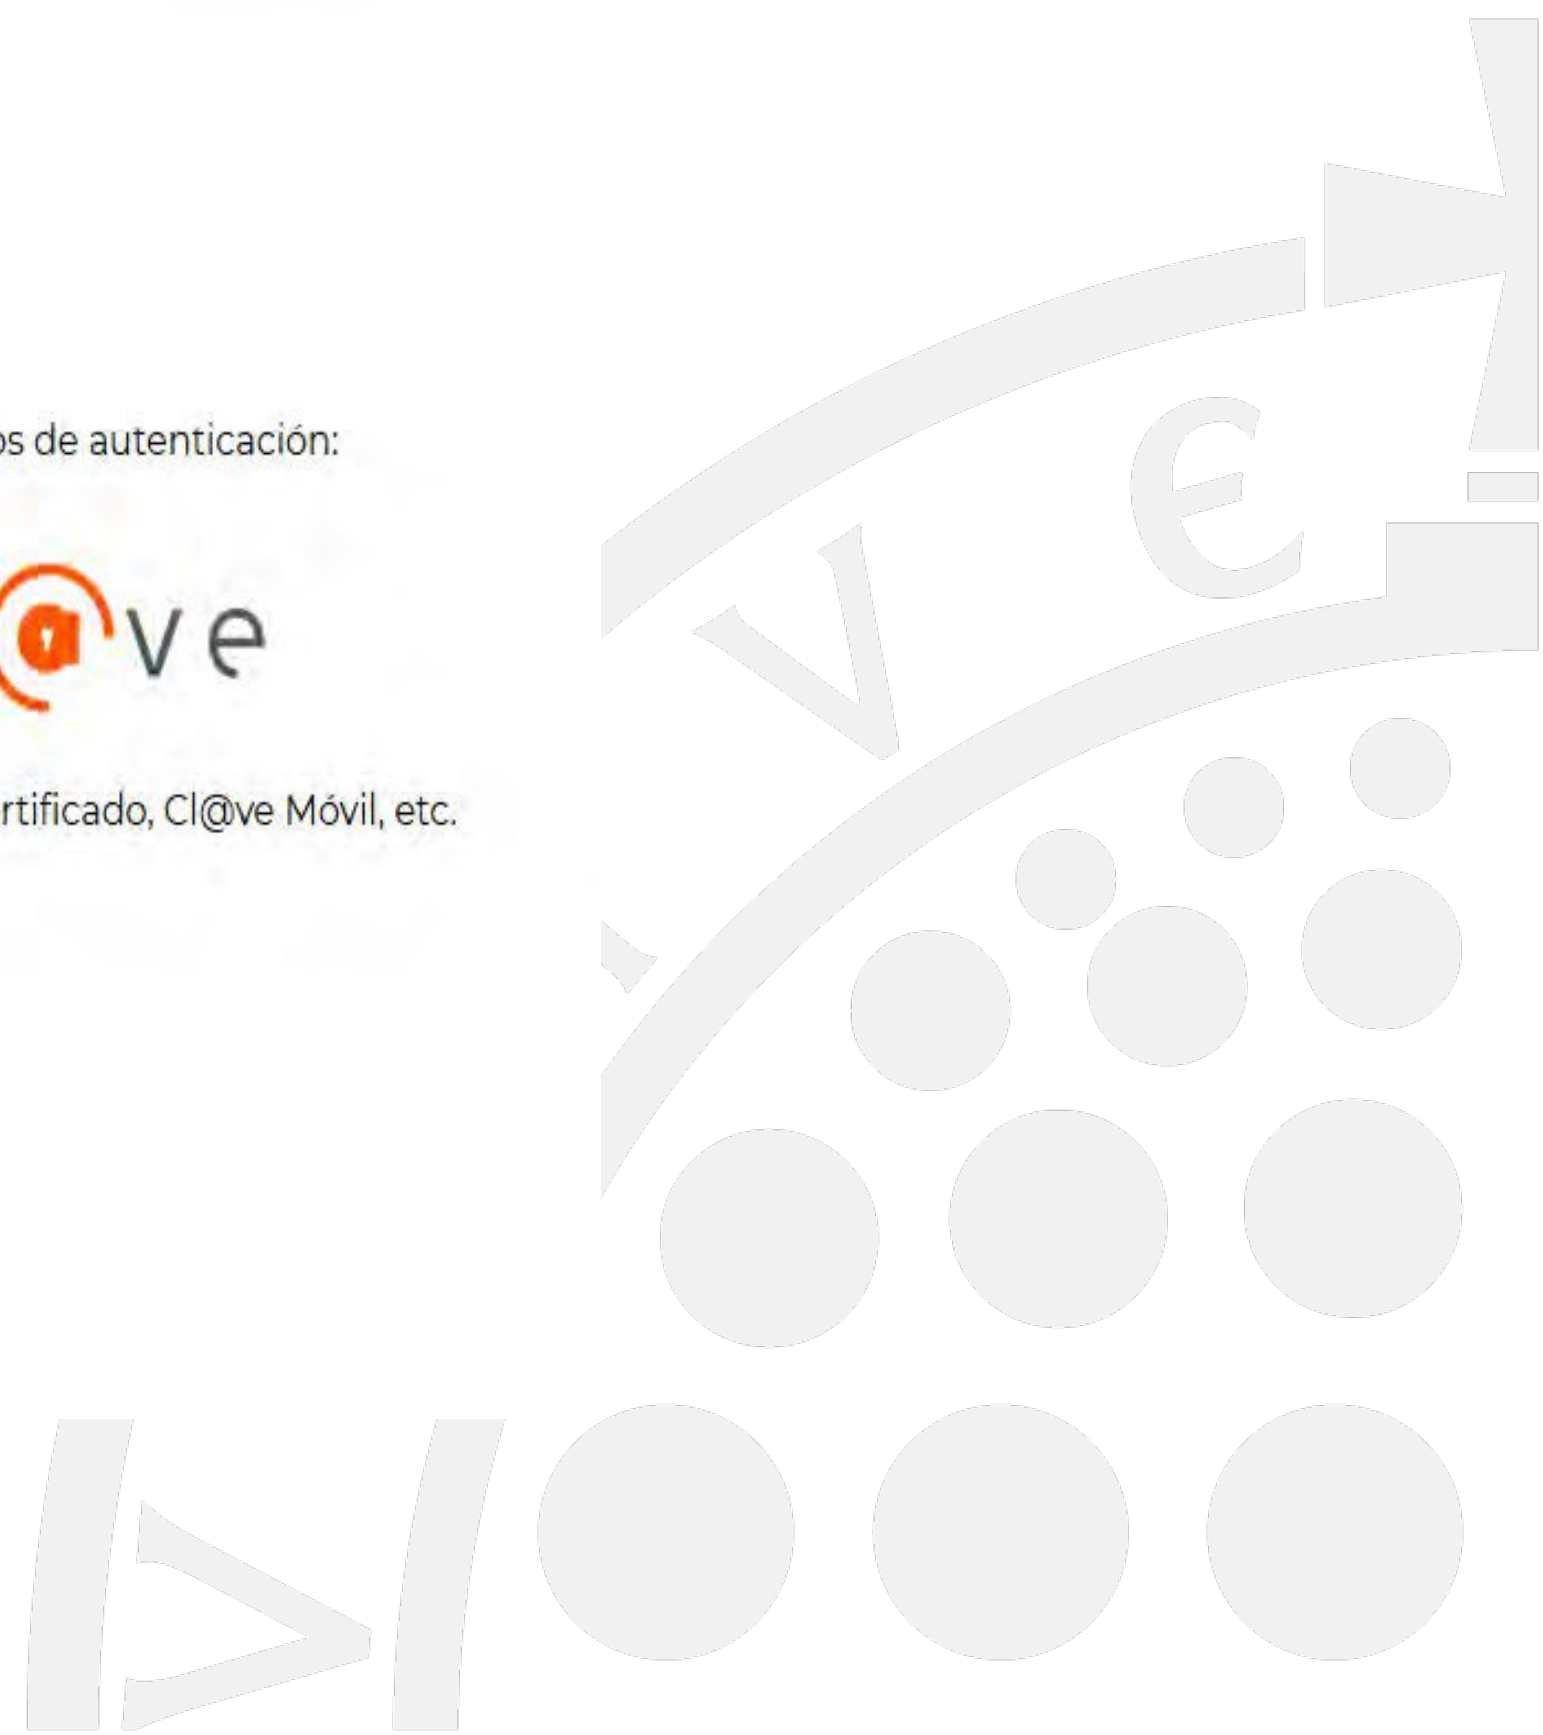 os de autenticación:
@ve
rtificado, Cl@ve Móvil, etc.
V Є